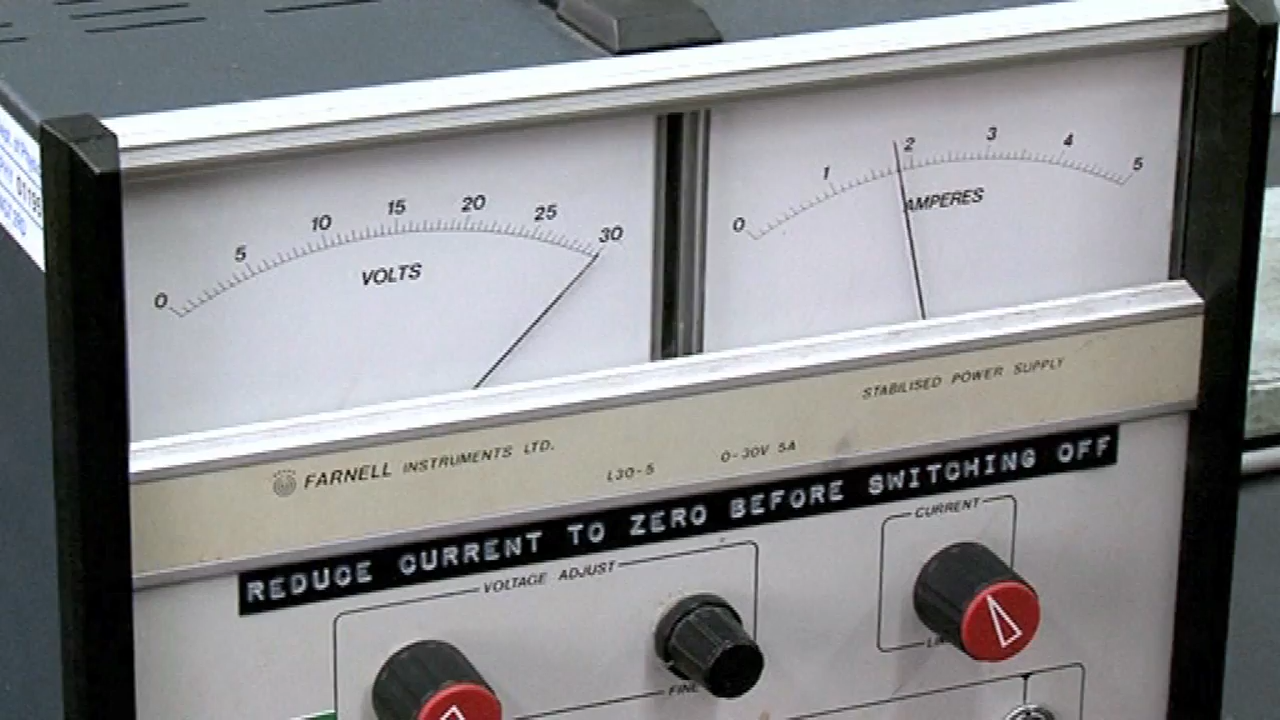 0 5 10 15 20 25 30
VOLTS
0 1 2 3 4 5
AMPERES
FARNELL INSTRUMENTS LTD.
L30-5
0-30V 5A
STABILISED POWER SUPPLY
REDUCE CURRENT TO ZERO BEFORE SWITCHING OFF
VOLTAGE ADJUST
FINE
CURRENT